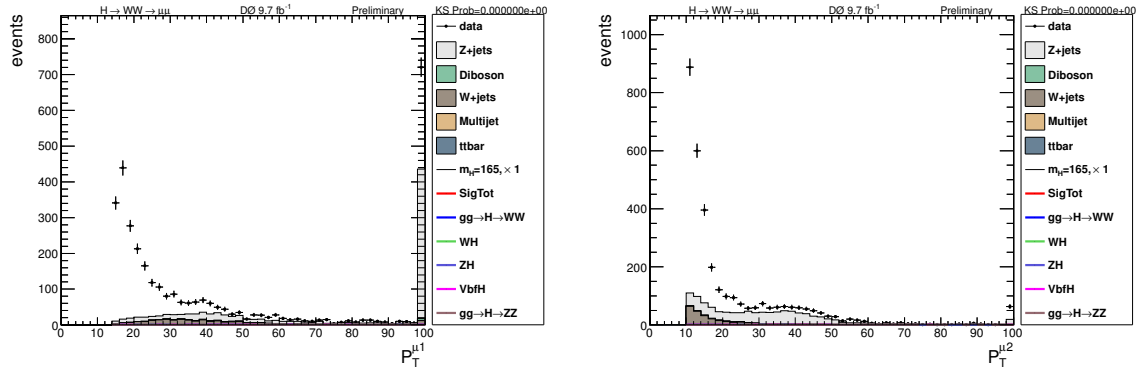 H → WW → μμ DØ 9.7 fb⁻¹ Preliminary KS Prob=0.000000e+00
events
800
700
600
500
400
300
200
100
0
0 10 20 30 40 50 60 70 80 90 100
P_T^μ1
data
Z+jets
Diboson
W+jets
Multijet
ttbar
m_H=165, × 1
SigTot
gg→H→WW
WH
ZH
VbfH
gg→H→ZZ
H → WW → μμ DØ 9.7 fb⁻¹ Preliminary KS Prob=0.000000e+00
events
1000
800
600
400
200
0
0 10 20 30 40 50 60 70 80 90 100
P_T^μ2
data
Z+jets
Diboson
W+jets
Multijet
ttbar
m_H=165, × 1
SigTot
gg→H→WW
WH
ZH
VbfH
gg→H→ZZ